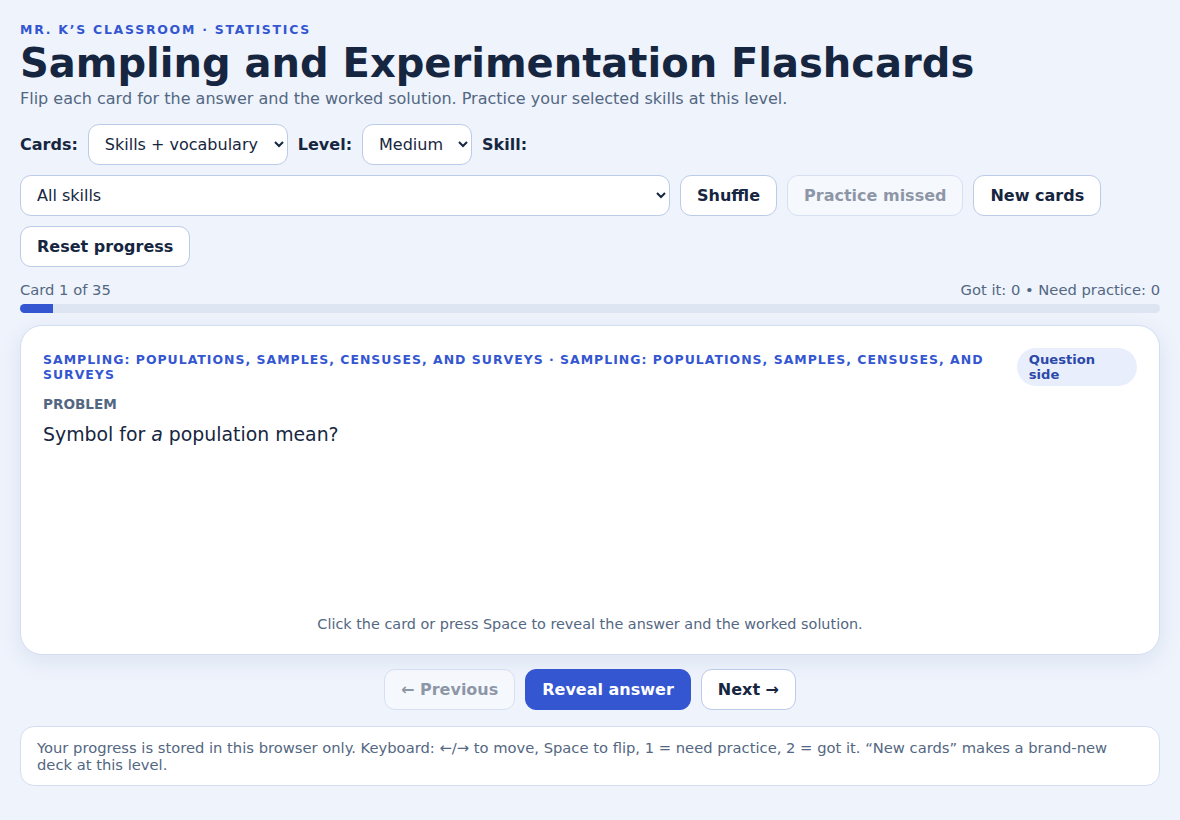 MR. K’S CLASSROOM · STATISTICS
Sampling and Experimentation Flashcards
Flip each card for the answer and the worked solution. Practice your selected skills at this level.
Cards: Skills + vocabulary Level: Medium Skill:
All skills Shuffle Practice missed New cards
Reset progress
Card 1 of 35 Got it: 0 • Need practice: 0
SAMPLING: POPULATIONS, SAMPLES, CENSUSES, AND SURVEYS · SAMPLING: POPULATIONS, SAMPLES, CENSUSES, AND
SURVEYS
Question
side
PROBLEM
Symbol for a population mean?
Click the card or press Space to reveal the answer and the worked solution.
← Previous Reveal answer Next →
Your progress is stored in this browser only. Keyboard: ←/→ to move, Space to flip, 1 = need practice, 2 = got it. “New cards” makes a brand-new
deck at this level.